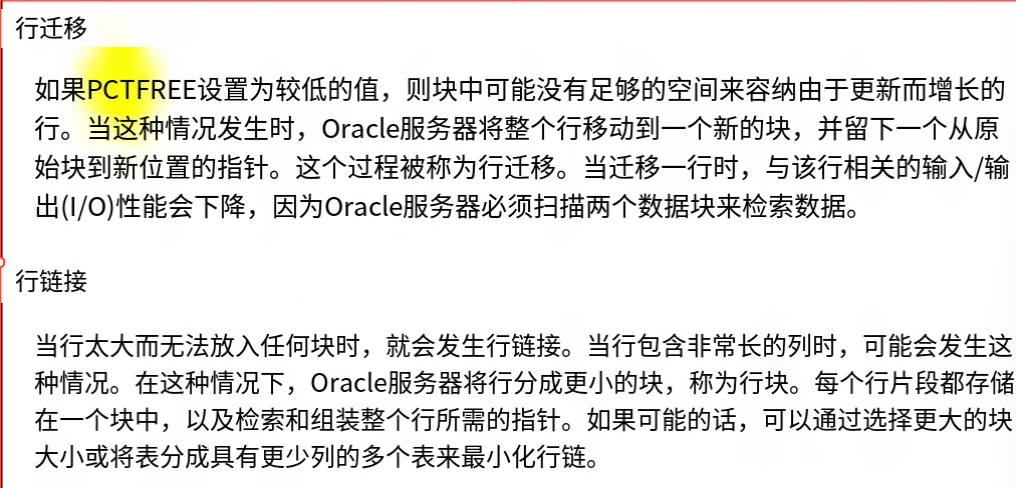 行迁移
如果PCTFREE设置为较低的值，则块中可能没有足够的空间来容纳由于更新而增长的
行。当这种情况发生时，Oracle服务器将整个行移动到一个新的块，并留下一个从原
始块到新位置的指针。这个过程被称为行迁移。当迁移一行时，与该行相关的输入/输
出(I/O)性能会下降，因为Oracle服务器必须扫描两个数据块来检索数据。
行链接
当行太大而无法放入任何块时，就会发生行链接。当行包含非常长的列时，可能会发生这
种情况。在这种情况下，Oracle服务器将行分成更小的块，称为行块。每个行片段都存储
在一个块中，以及检索和组装整个行所需的指针。如果可能的话，可以通过选择更大的块
大小或将表分成具有更少列的多个表来最小化行链。